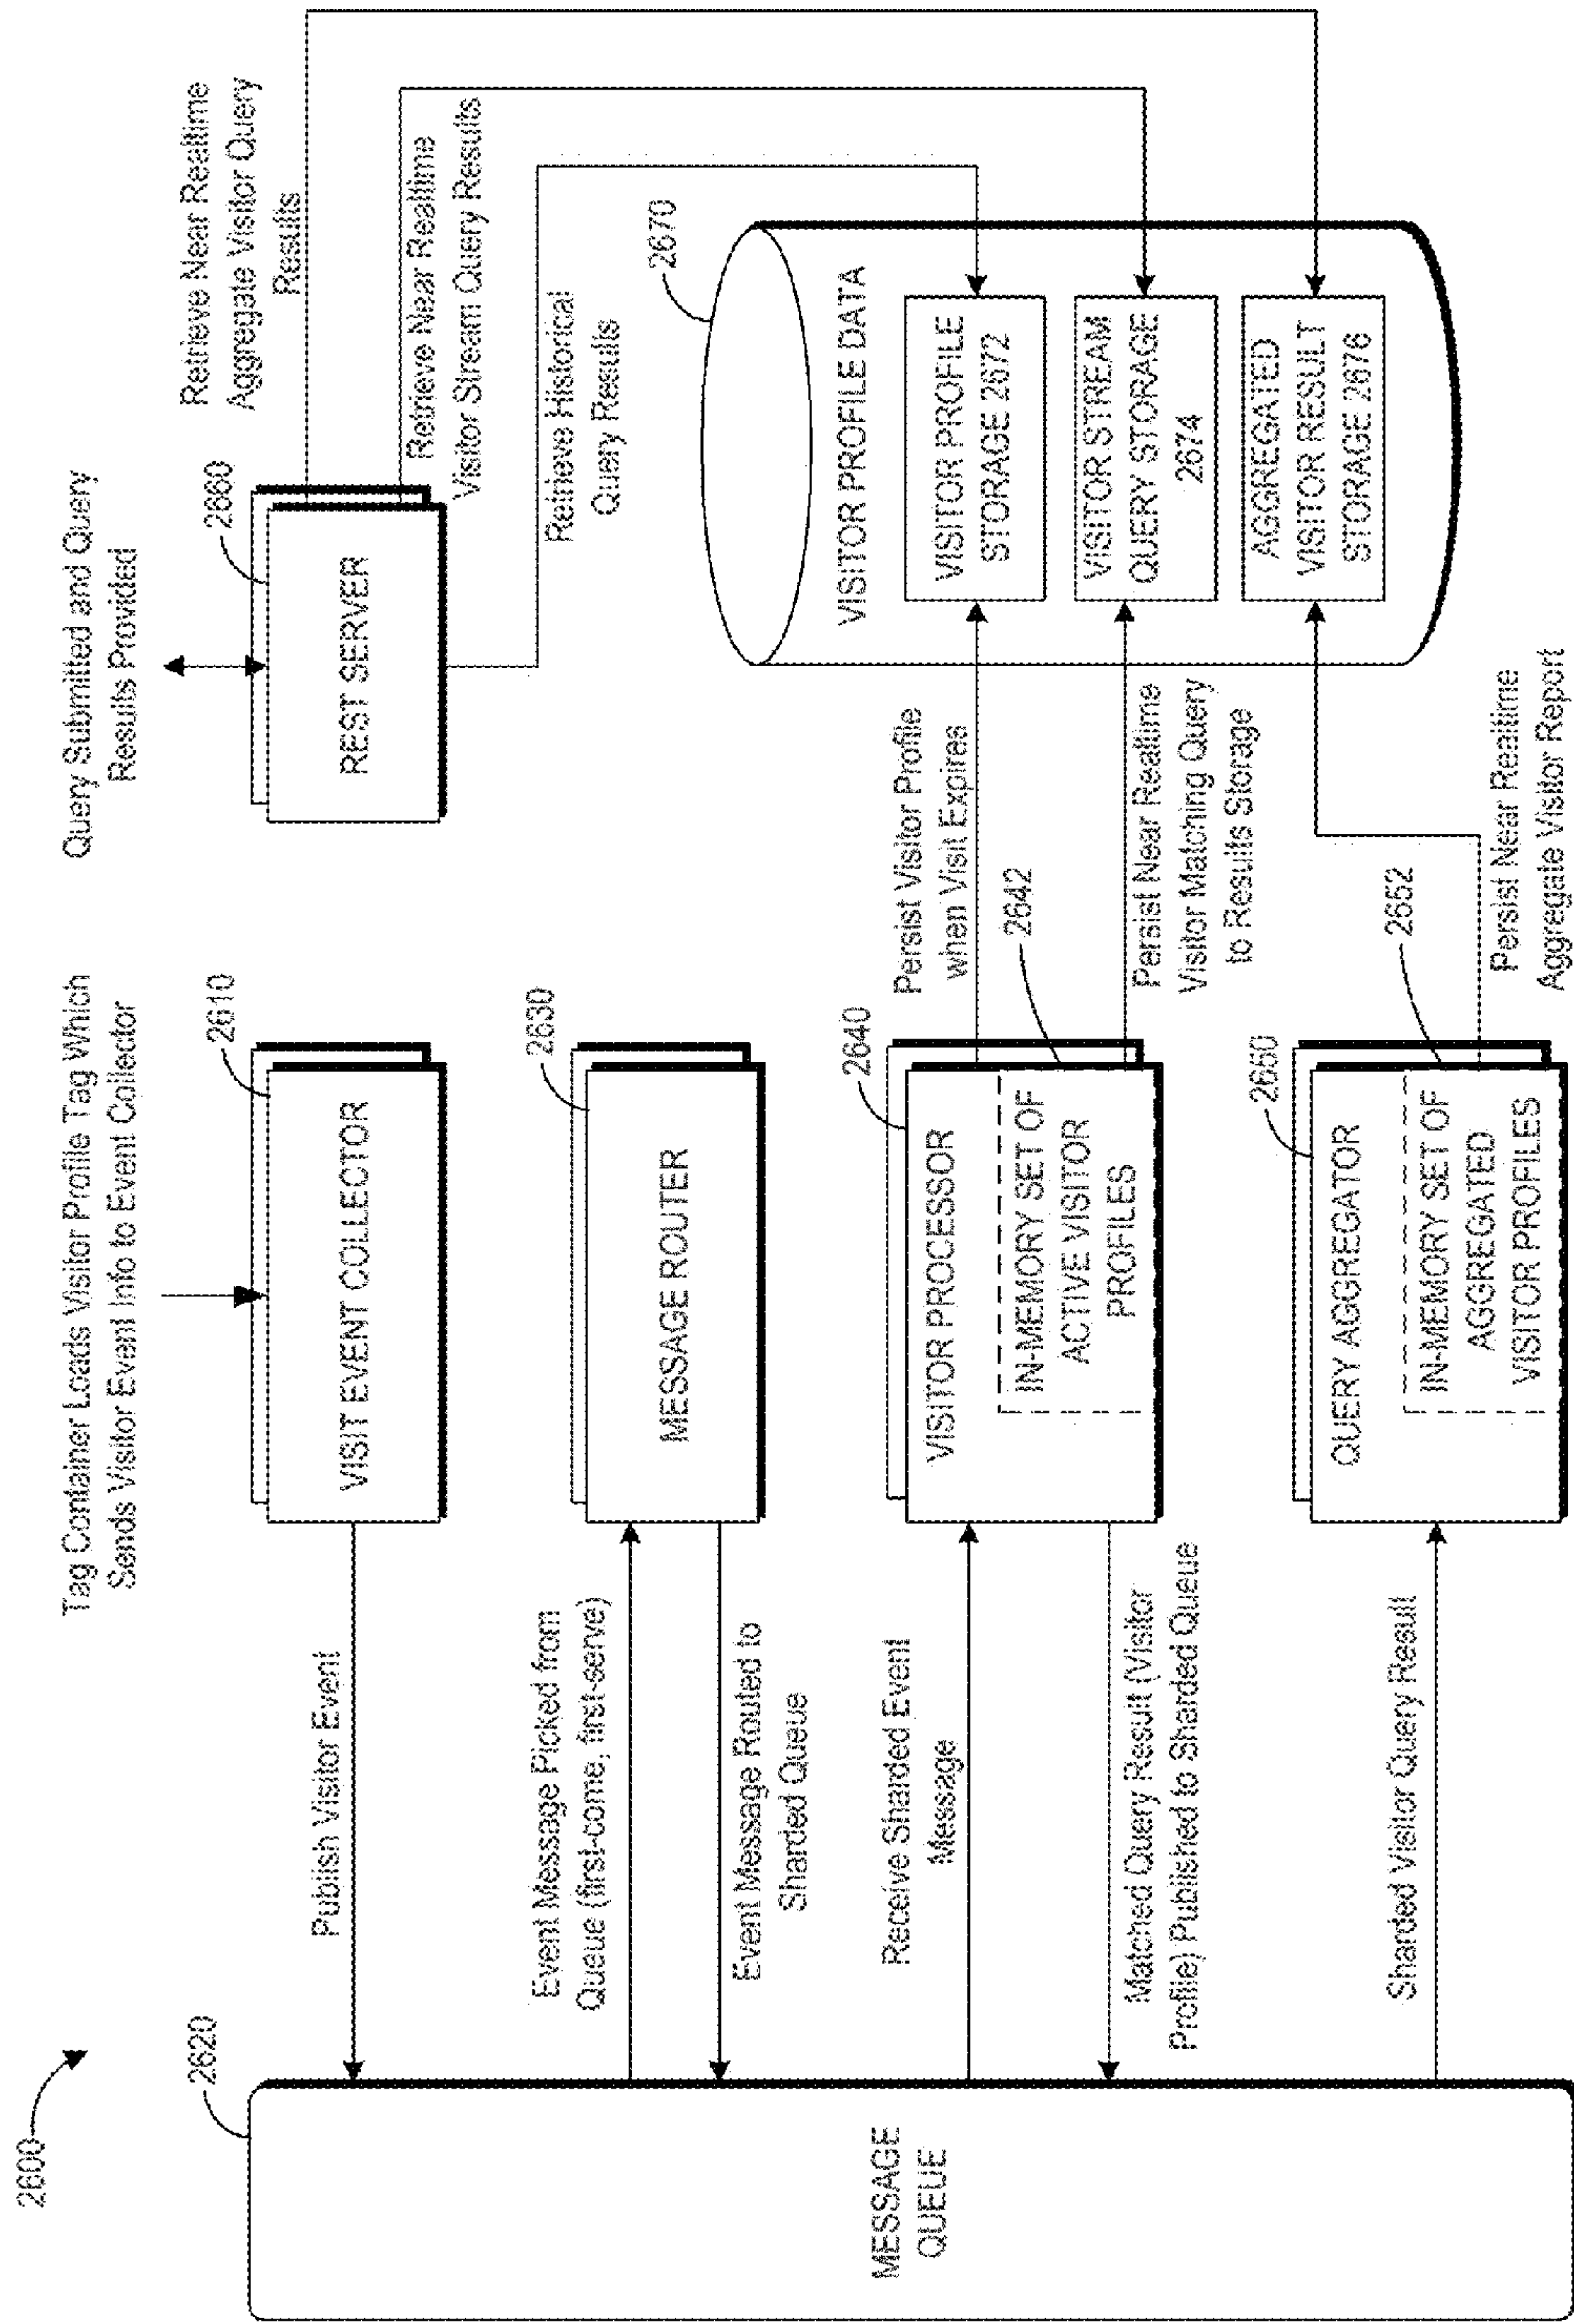 2600
Tag Container Loads Visitor Profile Tag Which
Sends Visitor Event Info to Event Collector
Query Submitted and Query
Results Provided
2620
MESSAGE
QUEUE
Publish Visitor Event
2610
VISIT EVENT COLLECTOR
2660
REST SERVER
Retrieve Near Realtime
Aggregate Visitor Query
Results
Retrieve Near Realtime
Visitor Stream Query Results
Retrieve Historical
Query Results
Event Message Picked from
Queue (first-come, first-serve)
Event Message Routed to
Sharded Queue
2630
MESSAGE ROUTER
2670
VISITOR PROFILE DATA
VISITOR PROFILE
STORAGE 2672
VISITOR STREAM
QUERY STORAGE
2674
AGGREGATED
VISITOR RESULT
STORAGE 2676
Receive Sharded Event
Message
Matched Query Result (Visitor
Profile) Published to Sharded Queue
2640
VISITOR PROCESSOR
IN-MEMORY SET OF
ACTIVE VISITOR
PROFILES
2642
Persist Visitor Profile
when Visit Expires
Persist Near Realtime
Visitor Matching Query
to Results Storage
Sharded Visitor Query Result
2650
QUERY AGGREGATOR
IN-MEMORY SET OF
AGGREGATED
VISITOR PROFILES
2652
Persist Near Realtime
Aggregate Visitor Report